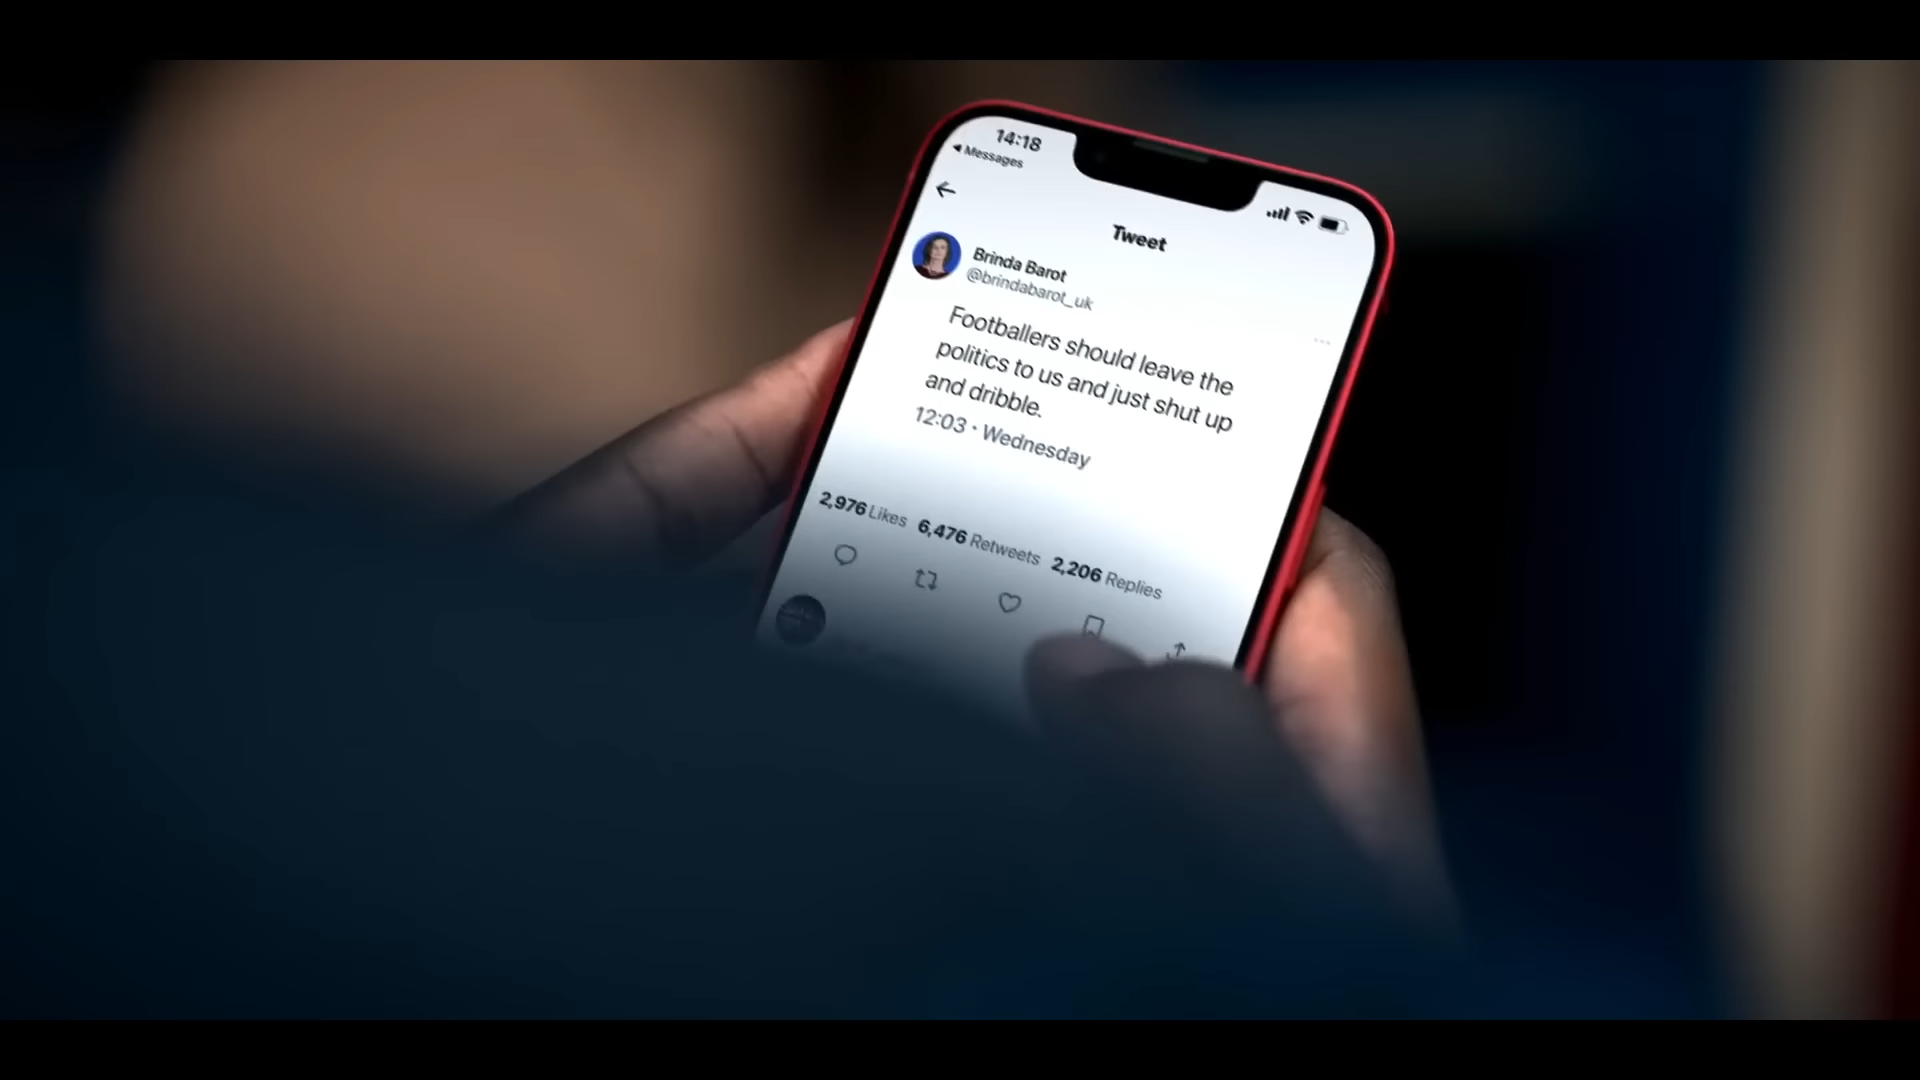 14:18
Messages
Tweet
Brinda Barot
@brindabarot_uk
Footballers should leave the
politics to us and just shut up
and dribble.
12:03 · Wednesday
2,976 Likes 6,476 Retweets 2,206 Replies